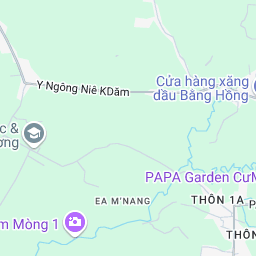 Y Ngông Niê KDăm
Cửa hàng xăng
dầu Bằng Hồng
c &
ơng
PAPA Garden CưM
EA M'NANG
THÔN 1A
m Mòng 1
THÔN